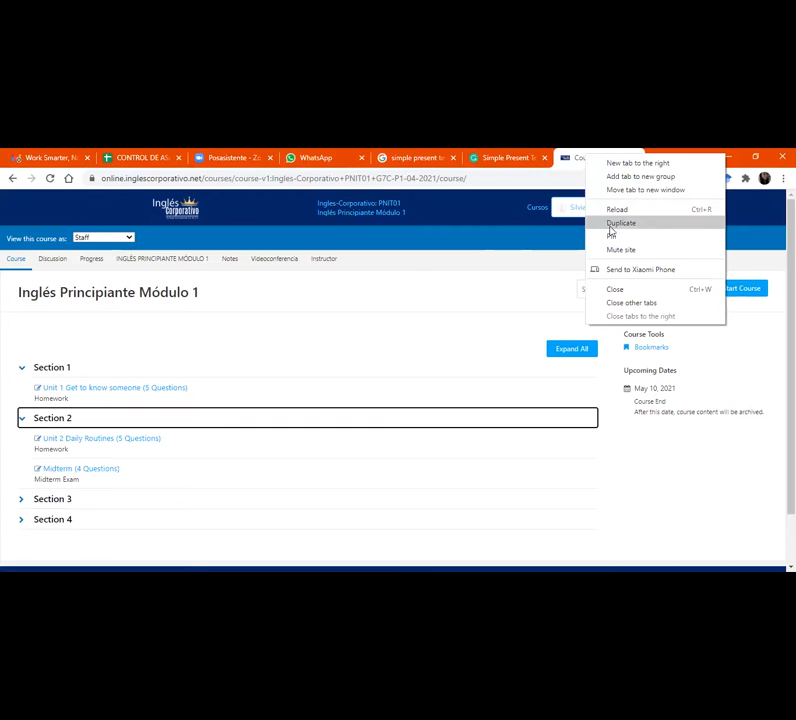 Work Smarter, N
CONTROL DE AS
Posasistente - Zo
WhatsApp
simple present te
Simple Present Te
Cou
online.inglescorporativo.net/courses/course-v1:Ingles-Corporativo+PNIT01+G7C-P1-04-2021/course/
New tab to the right
Add tab to new group
Move tab to new window
Reload Ctrl+R
Duplicate
Pin
Mute site
Send to Xiaomi Phone
Close Ctrl+W
Close other tabs
Close tabs to the right
Inglés
CORPORATIVO
Ingles-Corporativo: PNIT01
Inglés Principiante Módulo 1
Cursos
Silvia
View this course as: Staff
Course Discussion Progress INGLÉS PRINCIPIANTE MÓDULO 1 Notes Videoconferencia Instructor
Inglés Principiante Módulo 1
S
tart Course
Expand All
Section 1
Unit 1 Get to know someone (5 Questions)
Homework
Section 2
Unit 2 Daily Routines (5 Questions)
Homework
Midterm (4 Questions)
Midterm Exam
Section 3
Section 4
Course Tools
Bookmarks
Upcoming Dates
May 10, 2021
Course End
After this date, course content will be archived.